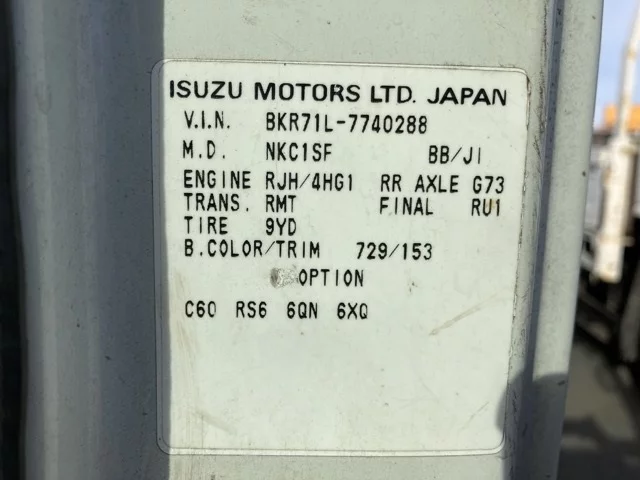 ISUZU MOTORS LTD. JAPAN
V.I.N. BKR71L-7740288
M.D. NKC1SF BB/JI
ENGINE RJH/4HG1 RR AXLE G73
TRANS. RMT FINAL RU1
TIRE 9YD
B.COLOR/TRIM 729/153
OPTION
C60 RS6 6QN 6XQ